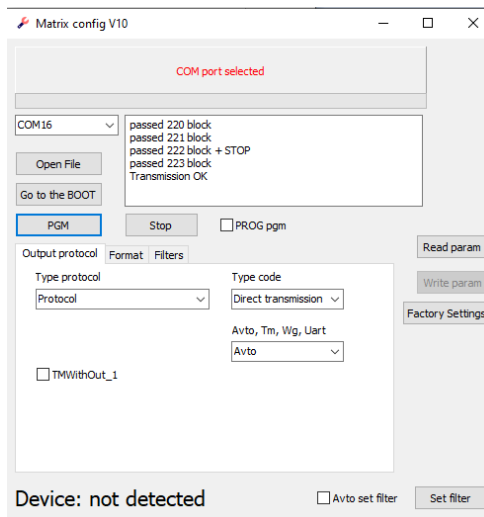 Matrix config V10
COM port selected
COM16
passed 220 block
passed 221 block
passed 222 block + STOP
passed 223 block
Transmission OK
Open File
Go to the BOOT
PGM
Stop
PROG pgm
Read param
Output protocol Format Filters
Write param
Type protocol Type code
Protocol Direct transmission
Factory Settings
Avto, Tm, Wg, Uart
Avto
TMWithOut_1
Device: not detected
Avto set filter
Set filter